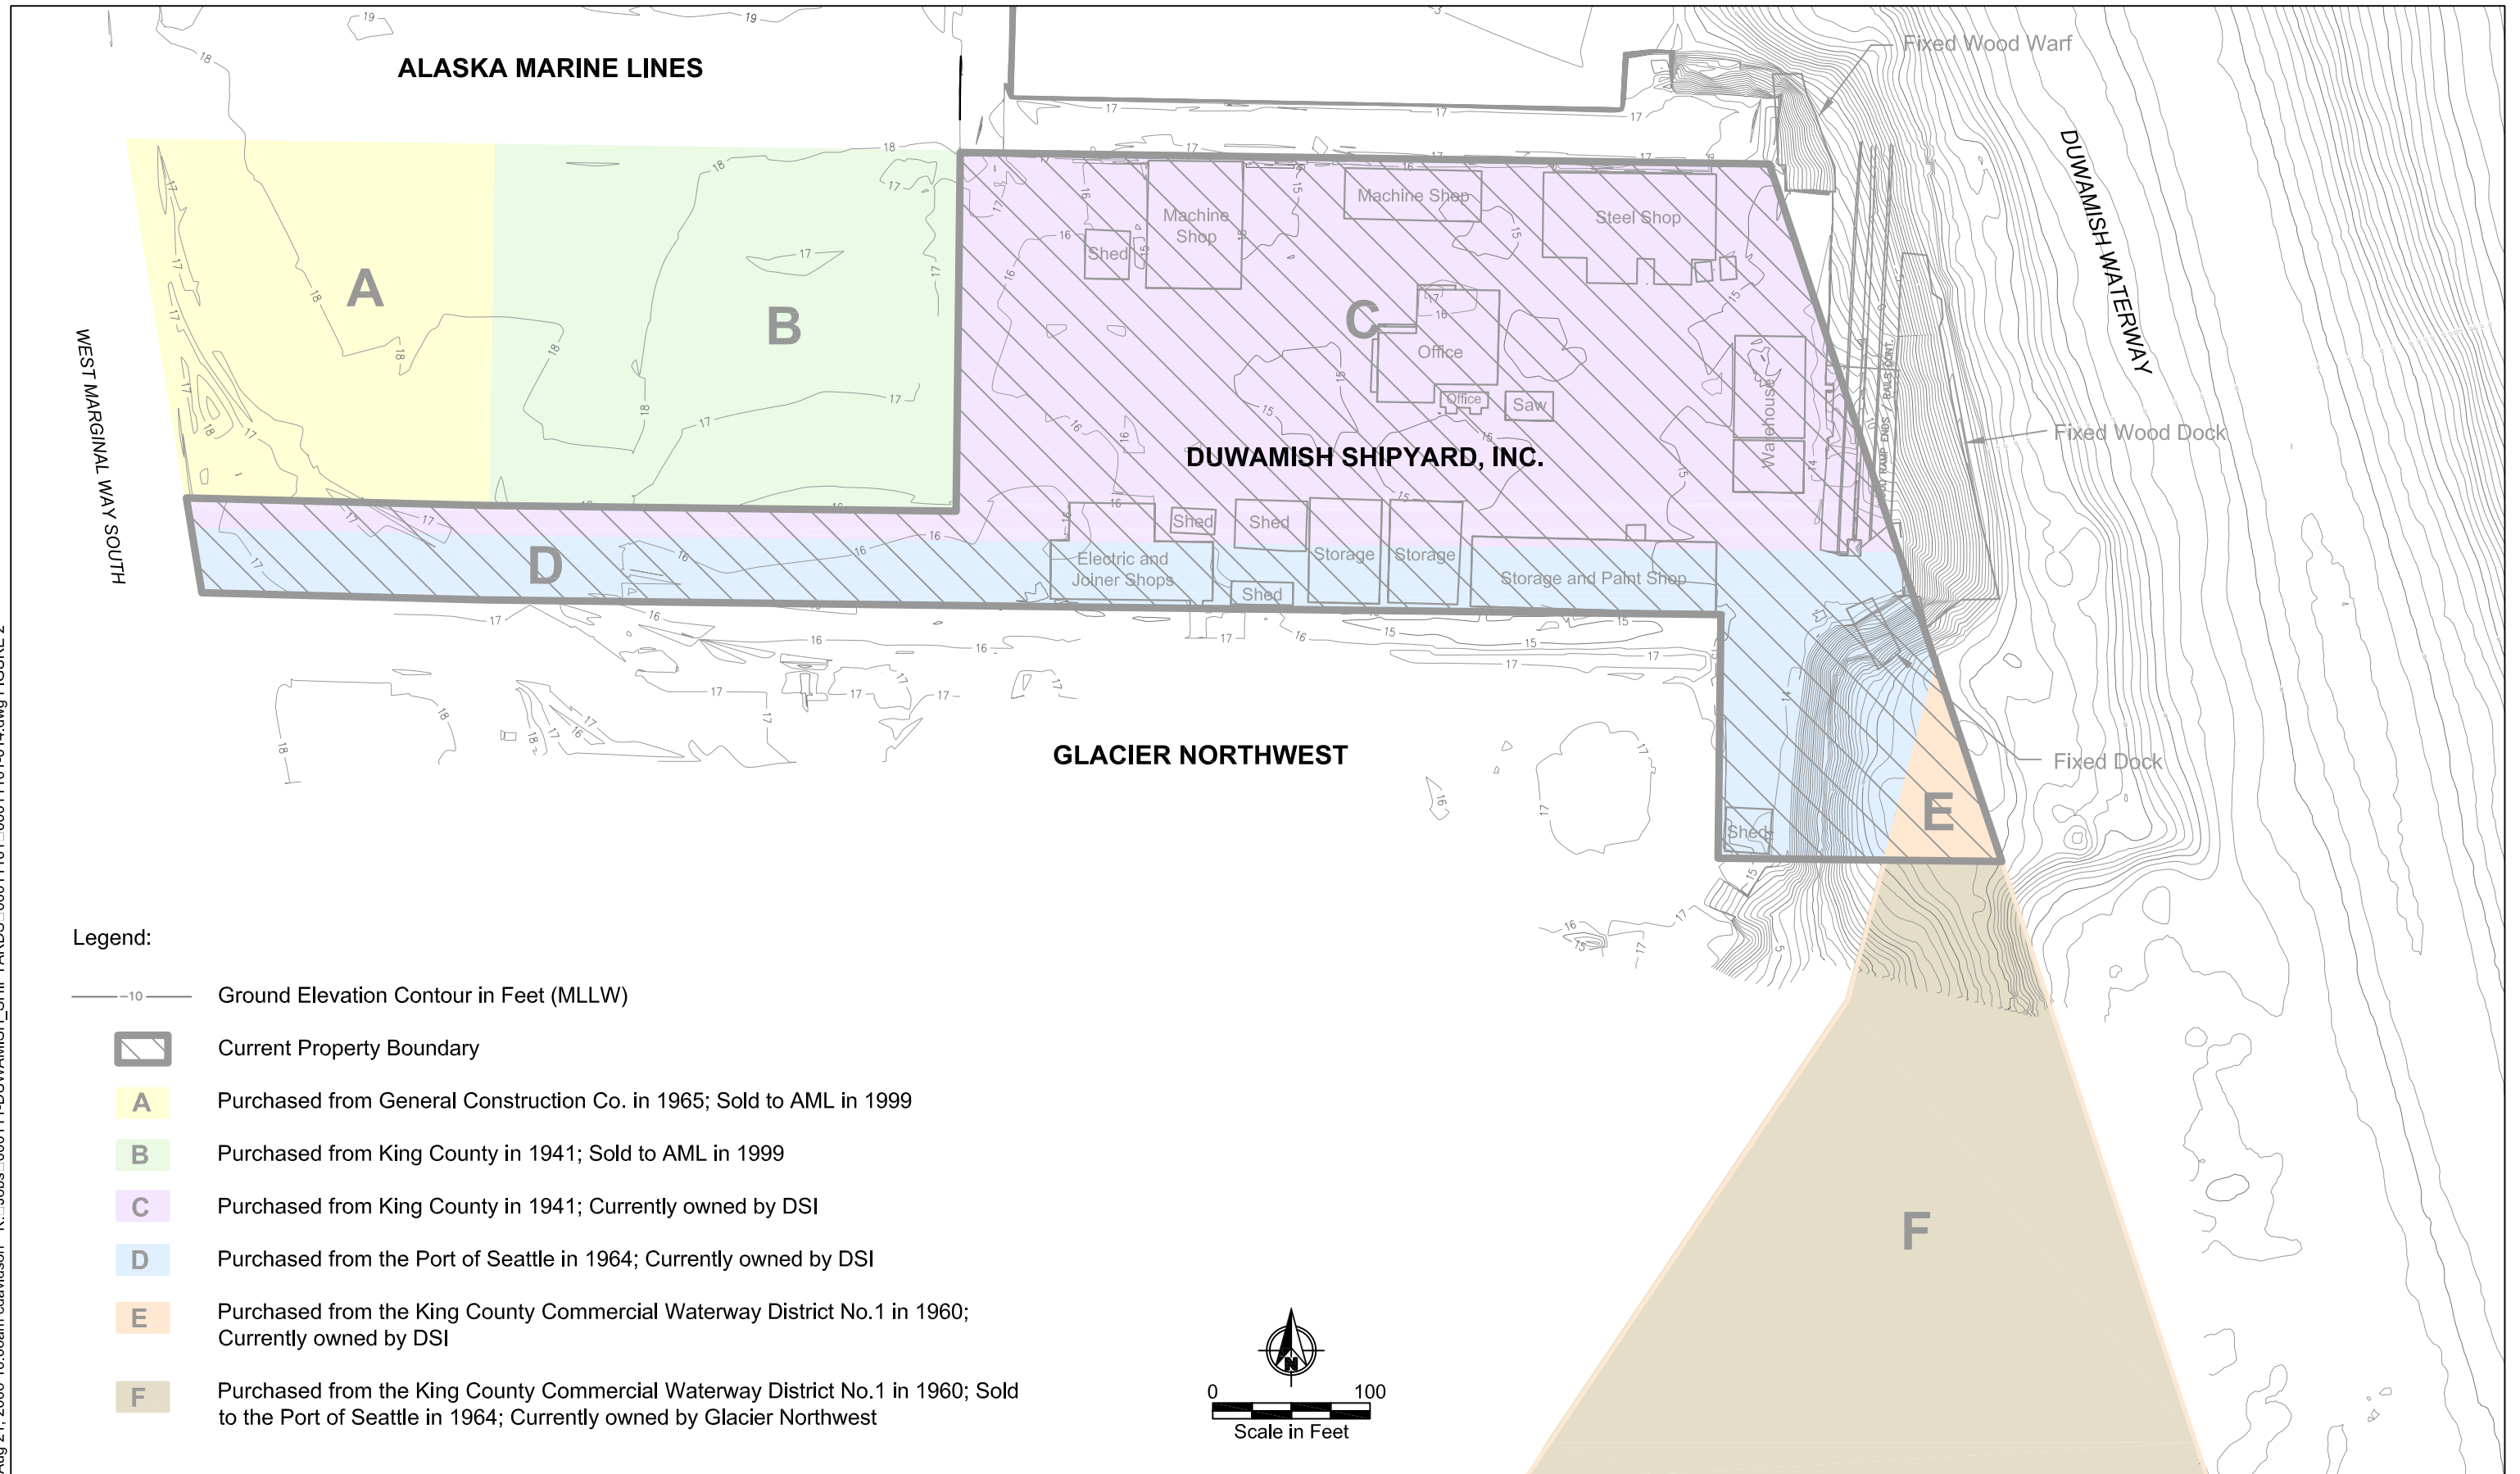 ALASKA MARINE LINES
Fixed Wood Warf
DUWAMISH WATERWAY
Machine
Shop
Machine Shop
Steel Shop
Shed
A
B
C
Office
Office
Saw
Warehouse
WEST MARGINAL WAY SOUTH
DUWAMISH SHIPYARD, INC.
Fixed Wood Dock
RAMP ENDS / RAILS CONT.
D
Electric and
Joiner Shops
Shed
Shed
Shed
Storage
Storage
Storage and Paint Shop
GLACIER NORTHWEST
Fixed Dock
E
Shed
F
Legend:
-10 Ground Elevation Contour in Feet (MLLW)
Current Property Boundary
A Purchased from General Construction Co. in 1965; Sold to AML in 1999
B Purchased from King County in 1941; Sold to AML in 1999
C Purchased from King County in 1941; Currently owned by DSI
D Purchased from the Port of Seattle in 1964; Currently owned by DSI
E Purchased from the King County Commercial Waterway District No.1 in 1960;
Currently owned by DSI
F Purchased from the King County Commercial Waterway District No.1 in 1960; Sold
to the Port of Seattle in 1964; Currently owned by Glacier Northwest
N
0 100
Scale in Feet